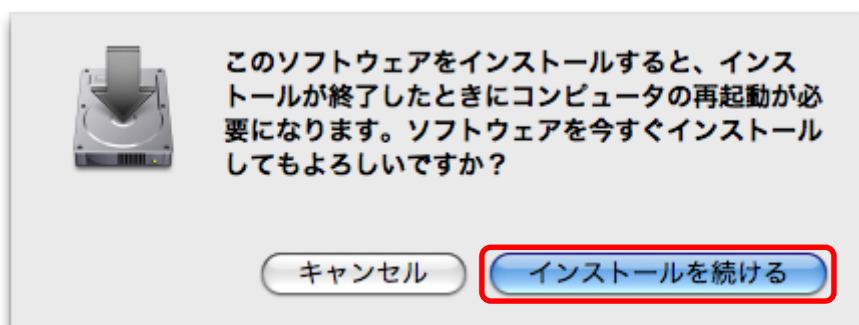 このソフトウェアをインストールすると、インス
トールが終了したときにコンピュータの再起動が必
要になります。ソフトウェアを今すぐインストール
してもよろしいですか？
キャンセル
インストールを続ける